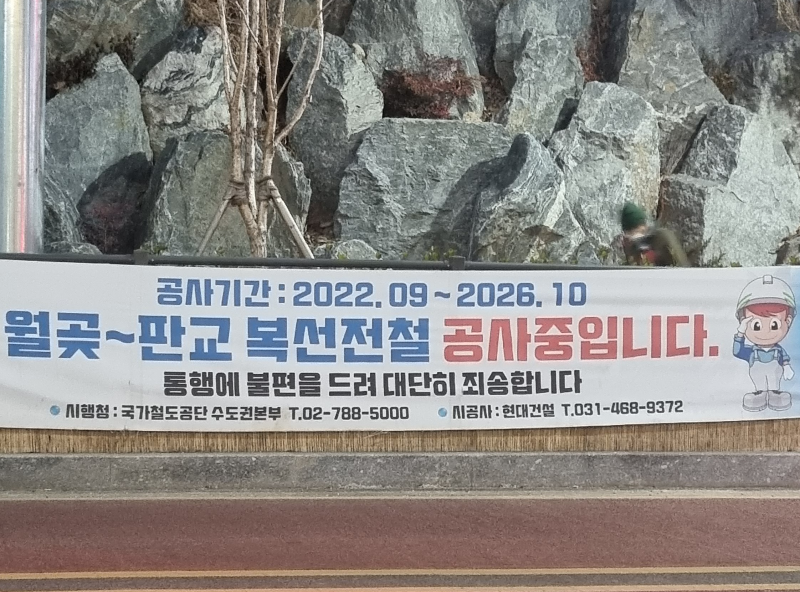 공사기간 : 2022. 09 ~ 2026. 10
월곶~판교 복선전철 공사중입니다.
통행에 불편을 드려 대단히 죄송합니다
시행청 : 국가철도공단 수도권본부 T.02-788-5000 시공사 : 현대건설 T.031-468-9372